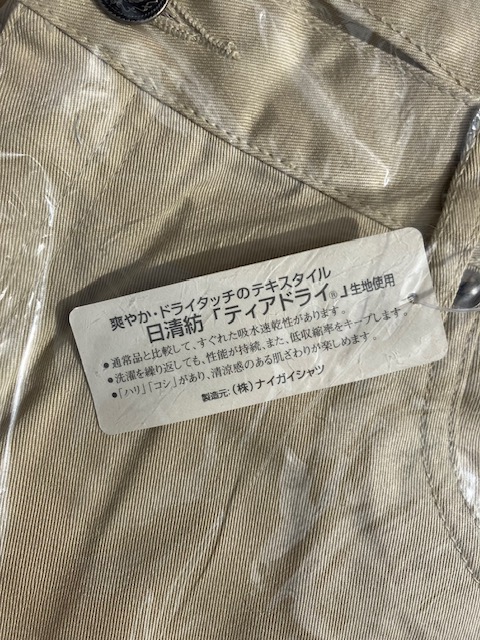 爽やか・ドライタッチのテキスタイル
日清紡「ティアドライ®」生地使用
●通常品と比較して、すぐれた吸水速乾性があります。
●洗濯を繰り返しても、性能が持続、また、低収縮率をキープします。
●「ハリ」「コシ」があり、清涼感のある肌ざわりが楽しめます。
製造元:(株)ナイガイシャツ